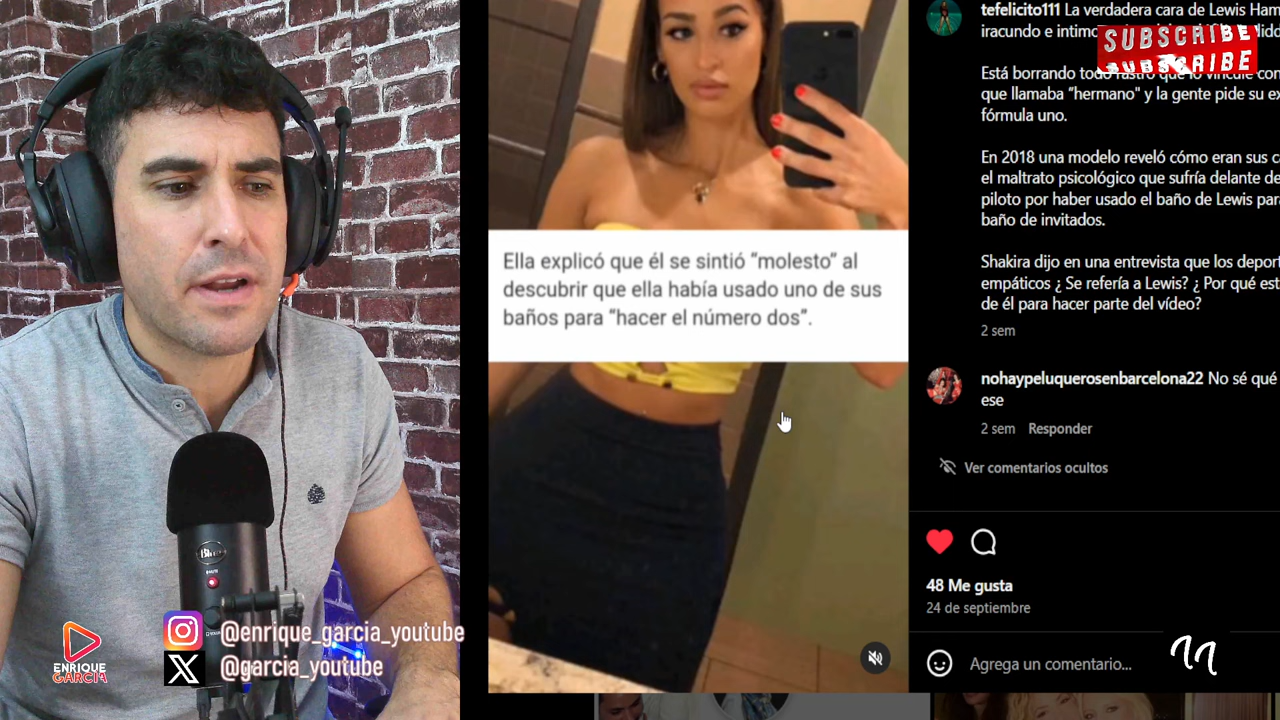 tefelicito111 La verdadera cara de Lewis Ham
iracundo e
SUBSCRIBE
SUBSCRIBE
Está borrando todo rastro que lo vincule con
que llamaba “hermano" y la gente pide su ex
fórmula uno.
En 2018 una modelo reveló cómo eran sus c
el maltrato psicológico que sufría delante de
piloto por haber usado el baño de Lewis par
baño de invitados.
Shakira dijo en una entrevista que los deport
empáticos ¿ Se refería a Lewis? ¿ Por qué est
de él para hacer parte del vídeo?
2 sem
Ella explicó que él se sintió “molesto” al
descubrir que ella había usado uno de sus
baños para “hacer el número dos”.
nohaypeluquerosenbarcelona22 No sé qué
ese
2 sem Responder
Ver comentarios ocultos
48 Me gusta
24 de septiembre
Agrega un comentario...
Blue
MUTE
ENRIQUE
GARCIA
@enrique_garcia_youtube
@garcia_youtube